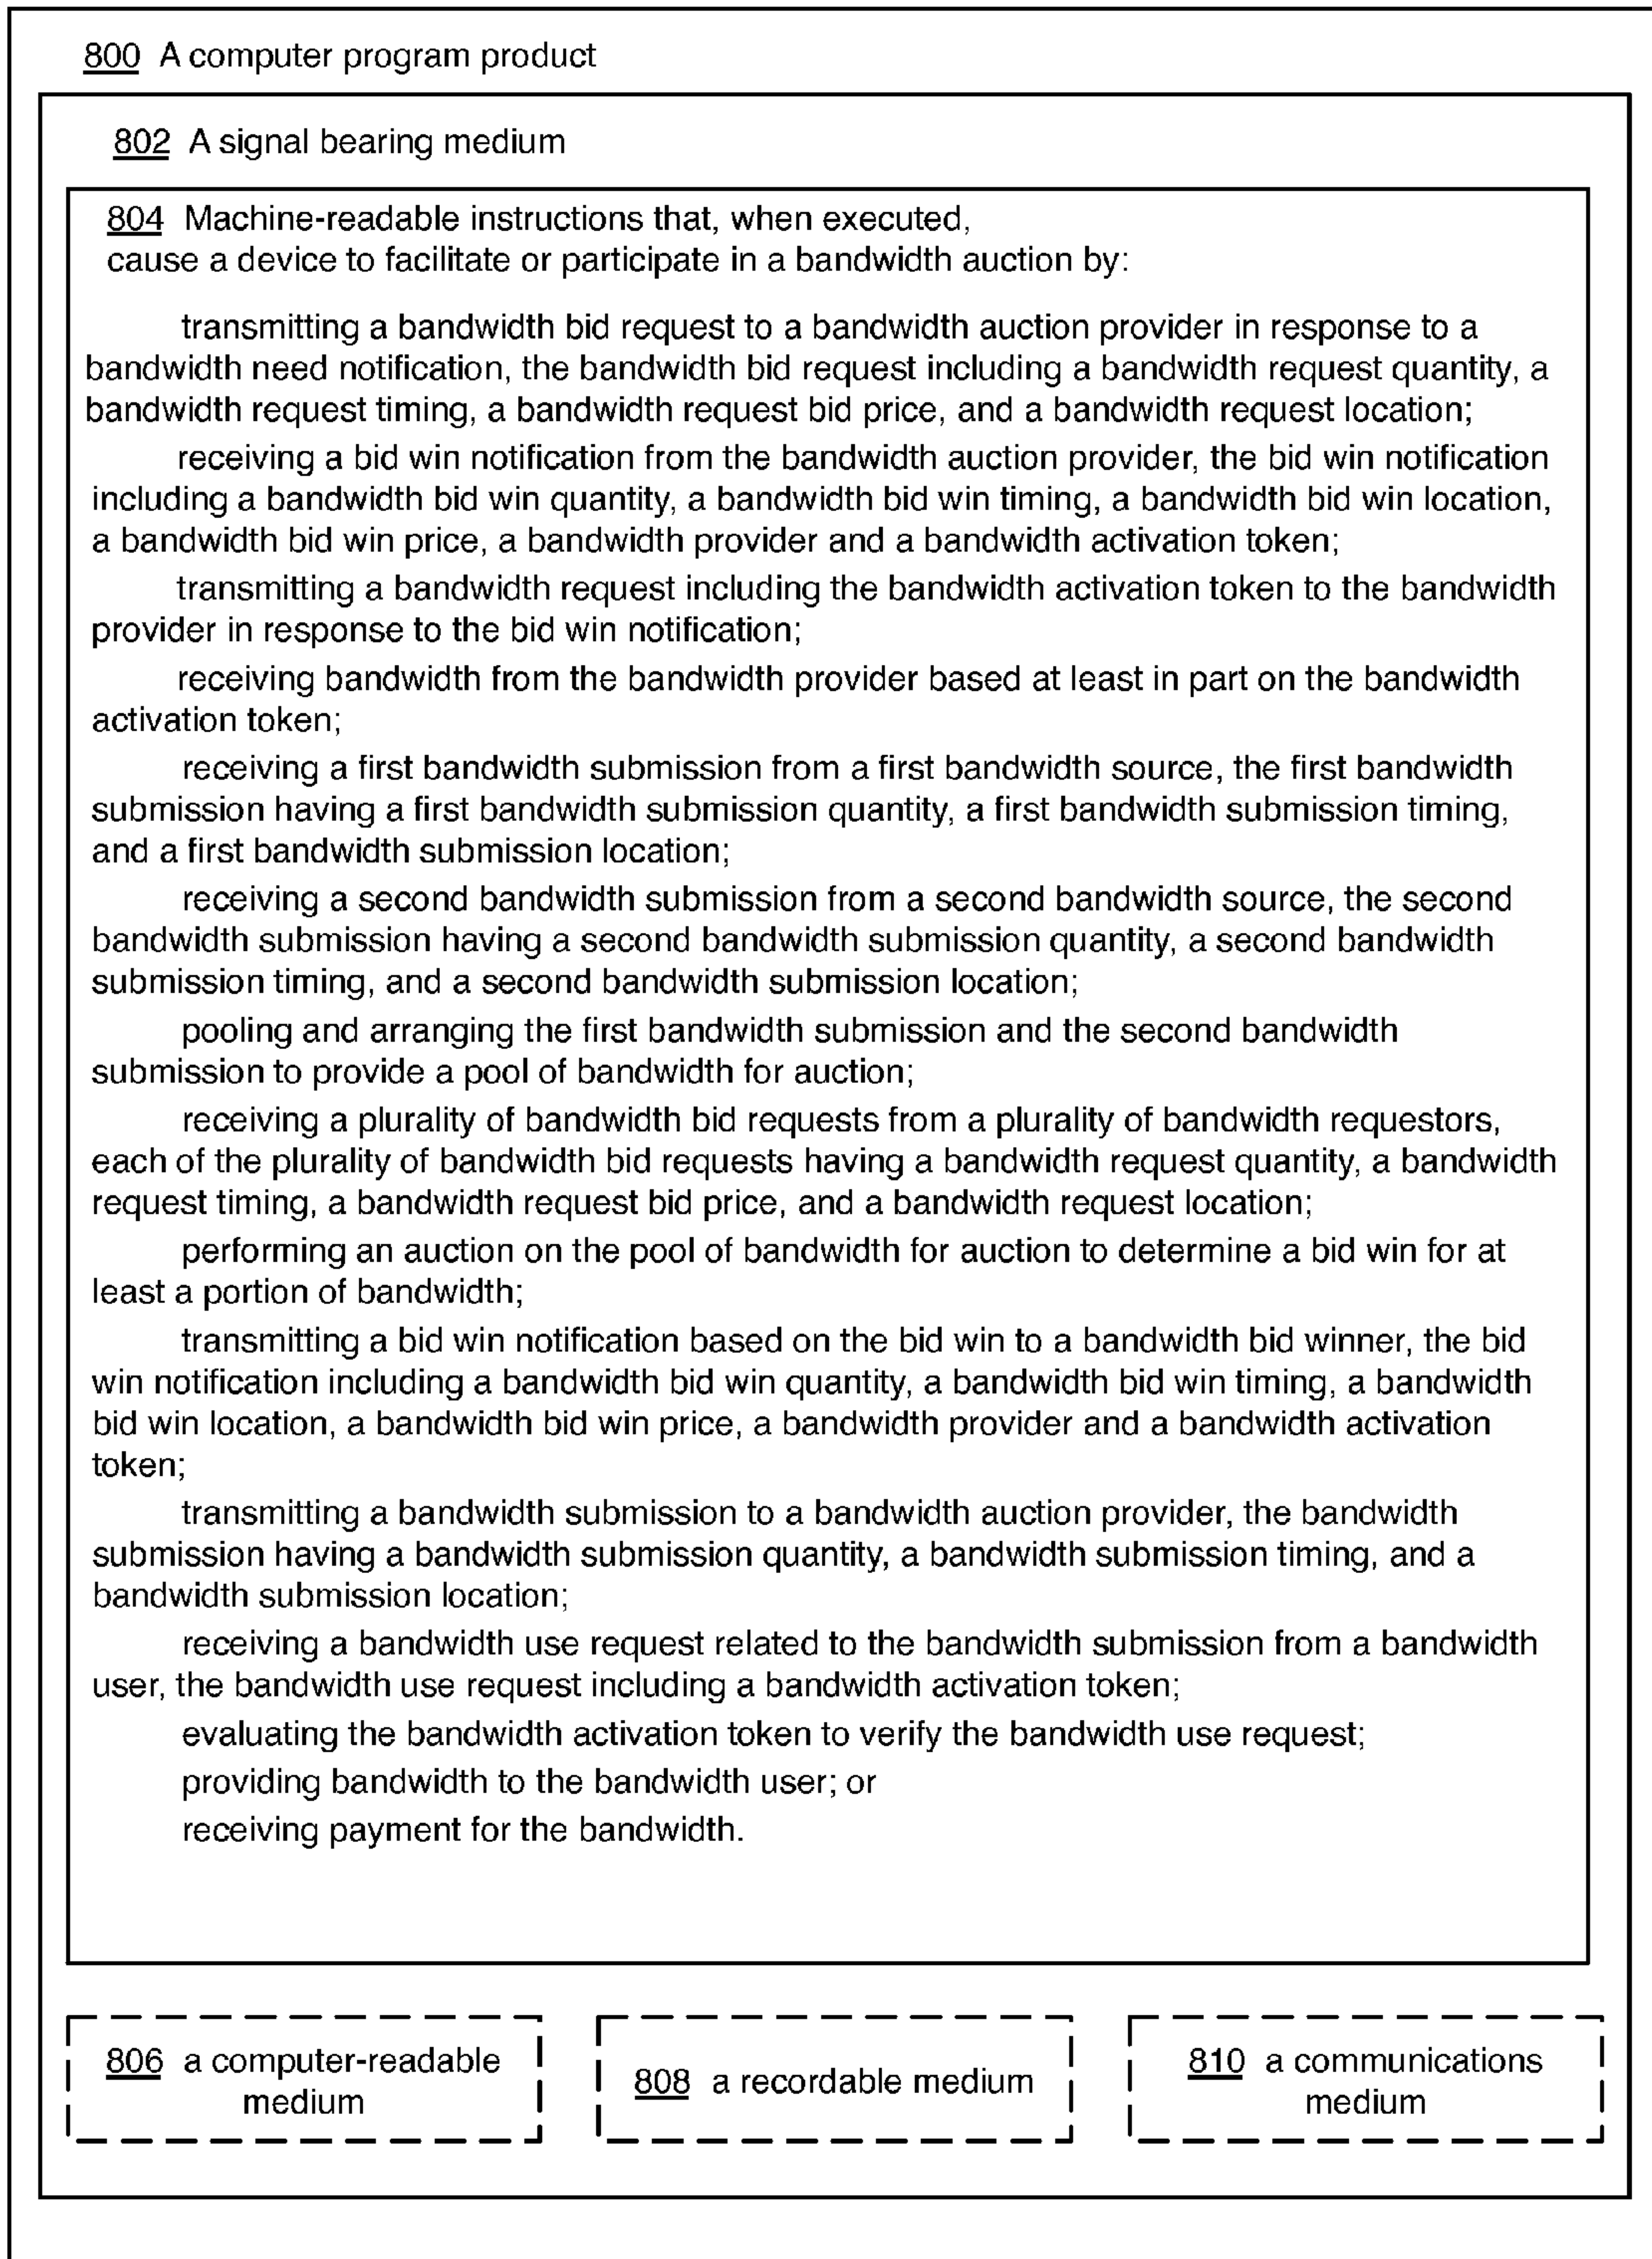 800 A computer program product
802 A signal bearing medium
804 Machine-readable instructions that, when executed,
cause a device to facilitate or participate in a bandwidth auction by:
transmitting a bandwidth bid request to a bandwidth auction provider in response to a
bandwidth need notification, the bandwidth bid request including a bandwidth request quantity, a
bandwidth request timing, a bandwidth request bid price, and a bandwidth request location;
receiving a bid win notification from the bandwidth auction provider, the bid win notification
including a bandwidth bid win quantity, a bandwidth bid win timing, a bandwidth bid win location,
a bandwidth bid win price, a bandwidth provider and a bandwidth activation token;
transmitting a bandwidth request including the bandwidth activation token to the bandwidth
provider in response to the bid win notification;
receiving bandwidth from the bandwidth provider based at least in part on the bandwidth
activation token;
receiving a first bandwidth submission from a first bandwidth source, the first bandwidth
submission having a first bandwidth submission quantity, a first bandwidth submission timing,
and a first bandwidth submission location;
receiving a second bandwidth submission from a second bandwidth source, the second
bandwidth submission having a second bandwidth submission quantity, a second bandwidth
submission timing, and a second bandwidth submission location;
pooling and arranging the first bandwidth submission and the second bandwidth
submission to provide a pool of bandwidth for auction;
receiving a plurality of bandwidth bid requests from a plurality of bandwidth requestors,
each of the plurality of bandwidth bid requests having a bandwidth request quantity, a bandwidth
request timing, a bandwidth request bid price, and a bandwidth request location;
performing an auction on the pool of bandwidth for auction to determine a bid win for at
least a portion of bandwidth;
transmitting a bid win notification based on the bid win to a bandwidth bid winner, the bid
win notification including a bandwidth bid win quantity, a bandwidth bid win timing, a bandwidth
bid win location, a bandwidth bid win price, a bandwidth provider and a bandwidth activation
token;
transmitting a bandwidth submission to a bandwidth auction provider, the bandwidth
submission having a bandwidth submission quantity, a bandwidth submission timing, and a
bandwidth submission location;
receiving a bandwidth use request related to the bandwidth submission from a bandwidth
user, the bandwidth use request including a bandwidth activation token;
evaluating the bandwidth activation token to verify the bandwidth use request;
providing bandwidth to the bandwidth user; or
receiving payment for the bandwidth.
806 a computer-readable
medium
808 a recordable medium
810 a communications
medium